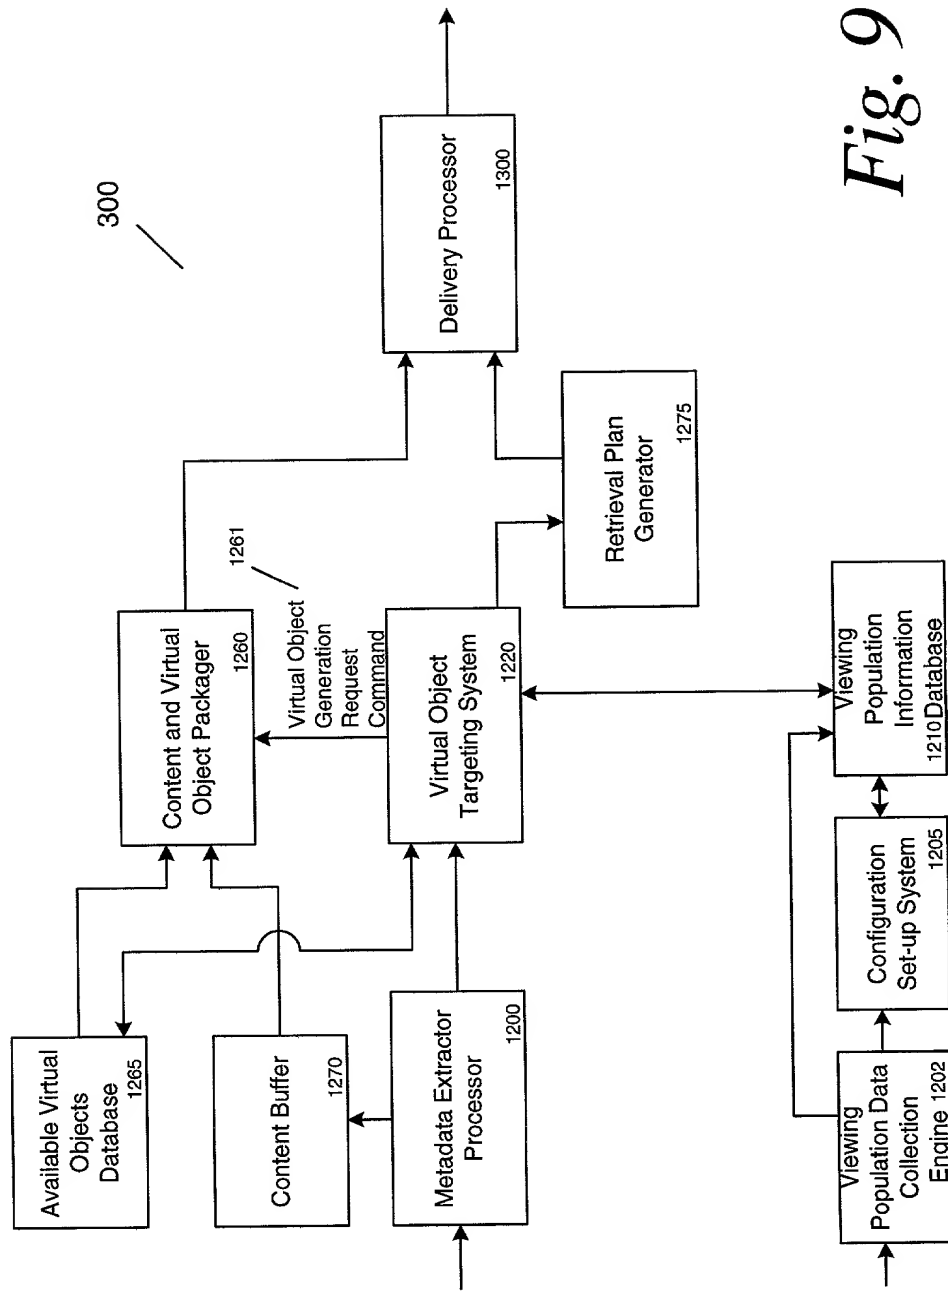 Available Virtual
Objects
Database
1265
Content Buffer
1270
Metadata Extractor
Processor
1200
Content and Virtual
Object Packager
1260
1261
Virtual Object
Generation
Request
Command
Virtual Object
Targeting System
1220
Retrieval Plan
Generator
1275
Delivery Processor
1300
300
Viewing
Population Data
Collection
Engine 1202
Configuration
Set-up System
1205
Viewing
Population
Information
1210 Database
Fig. 9